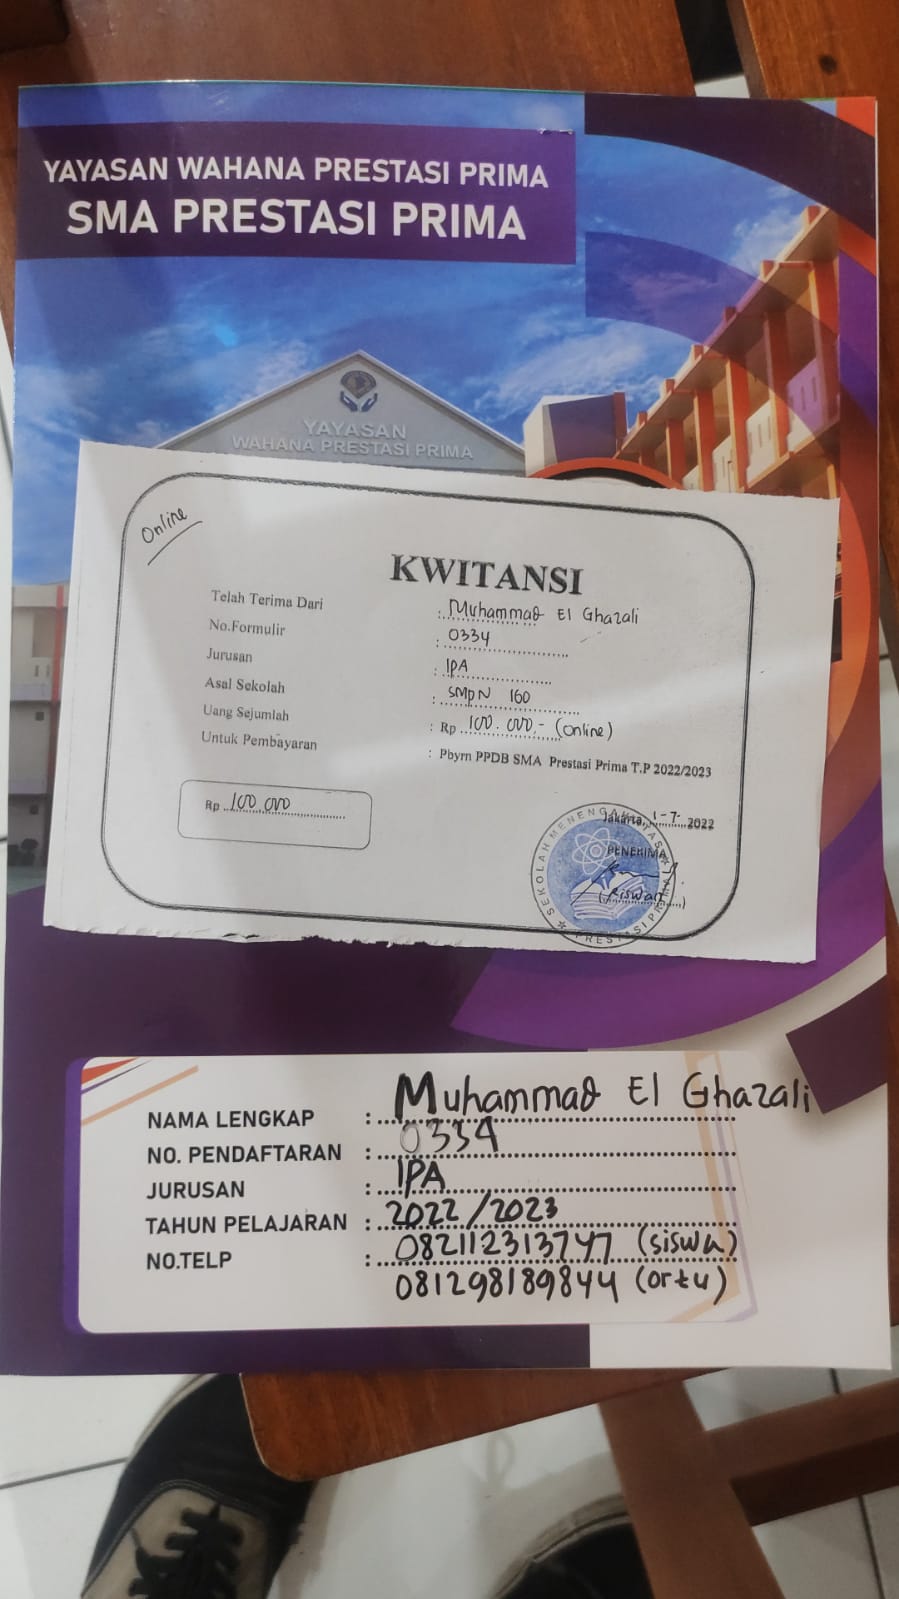 YAYASAN WAHANA PRESTASI PRIMA
SMA PRESTASI PRIMA
YAYASAN
WAHANA PRESTASI PRIMA
Online
KWITANSI
Telah Terima Dari : Muhammad El Ghazali
No.Formulir : 0334
Jurusan : IPA
Asal Sekolah : SMPN 160
Uang Sejumlah : Rp 100.000,- (online)
Untuk Pembayaran : Pbyrn PPDB SMA Prestasi Prima T.P 2022/2023
Rp 100.000
Jakarta, 1-7-2022
PENERIMA
(Riswan)
SEKOLAH MENENGAH ATAS
PRESTASI PRIMA
NAMA LENGKAP : Muhammad El Ghazali
NO. PENDAFTARAN : 0334
JURUSAN : IPA
TAHUN PELAJARAN : 2022/2023
NO.TELP : 082112313747 (siswa)
081298189844 (ortu)